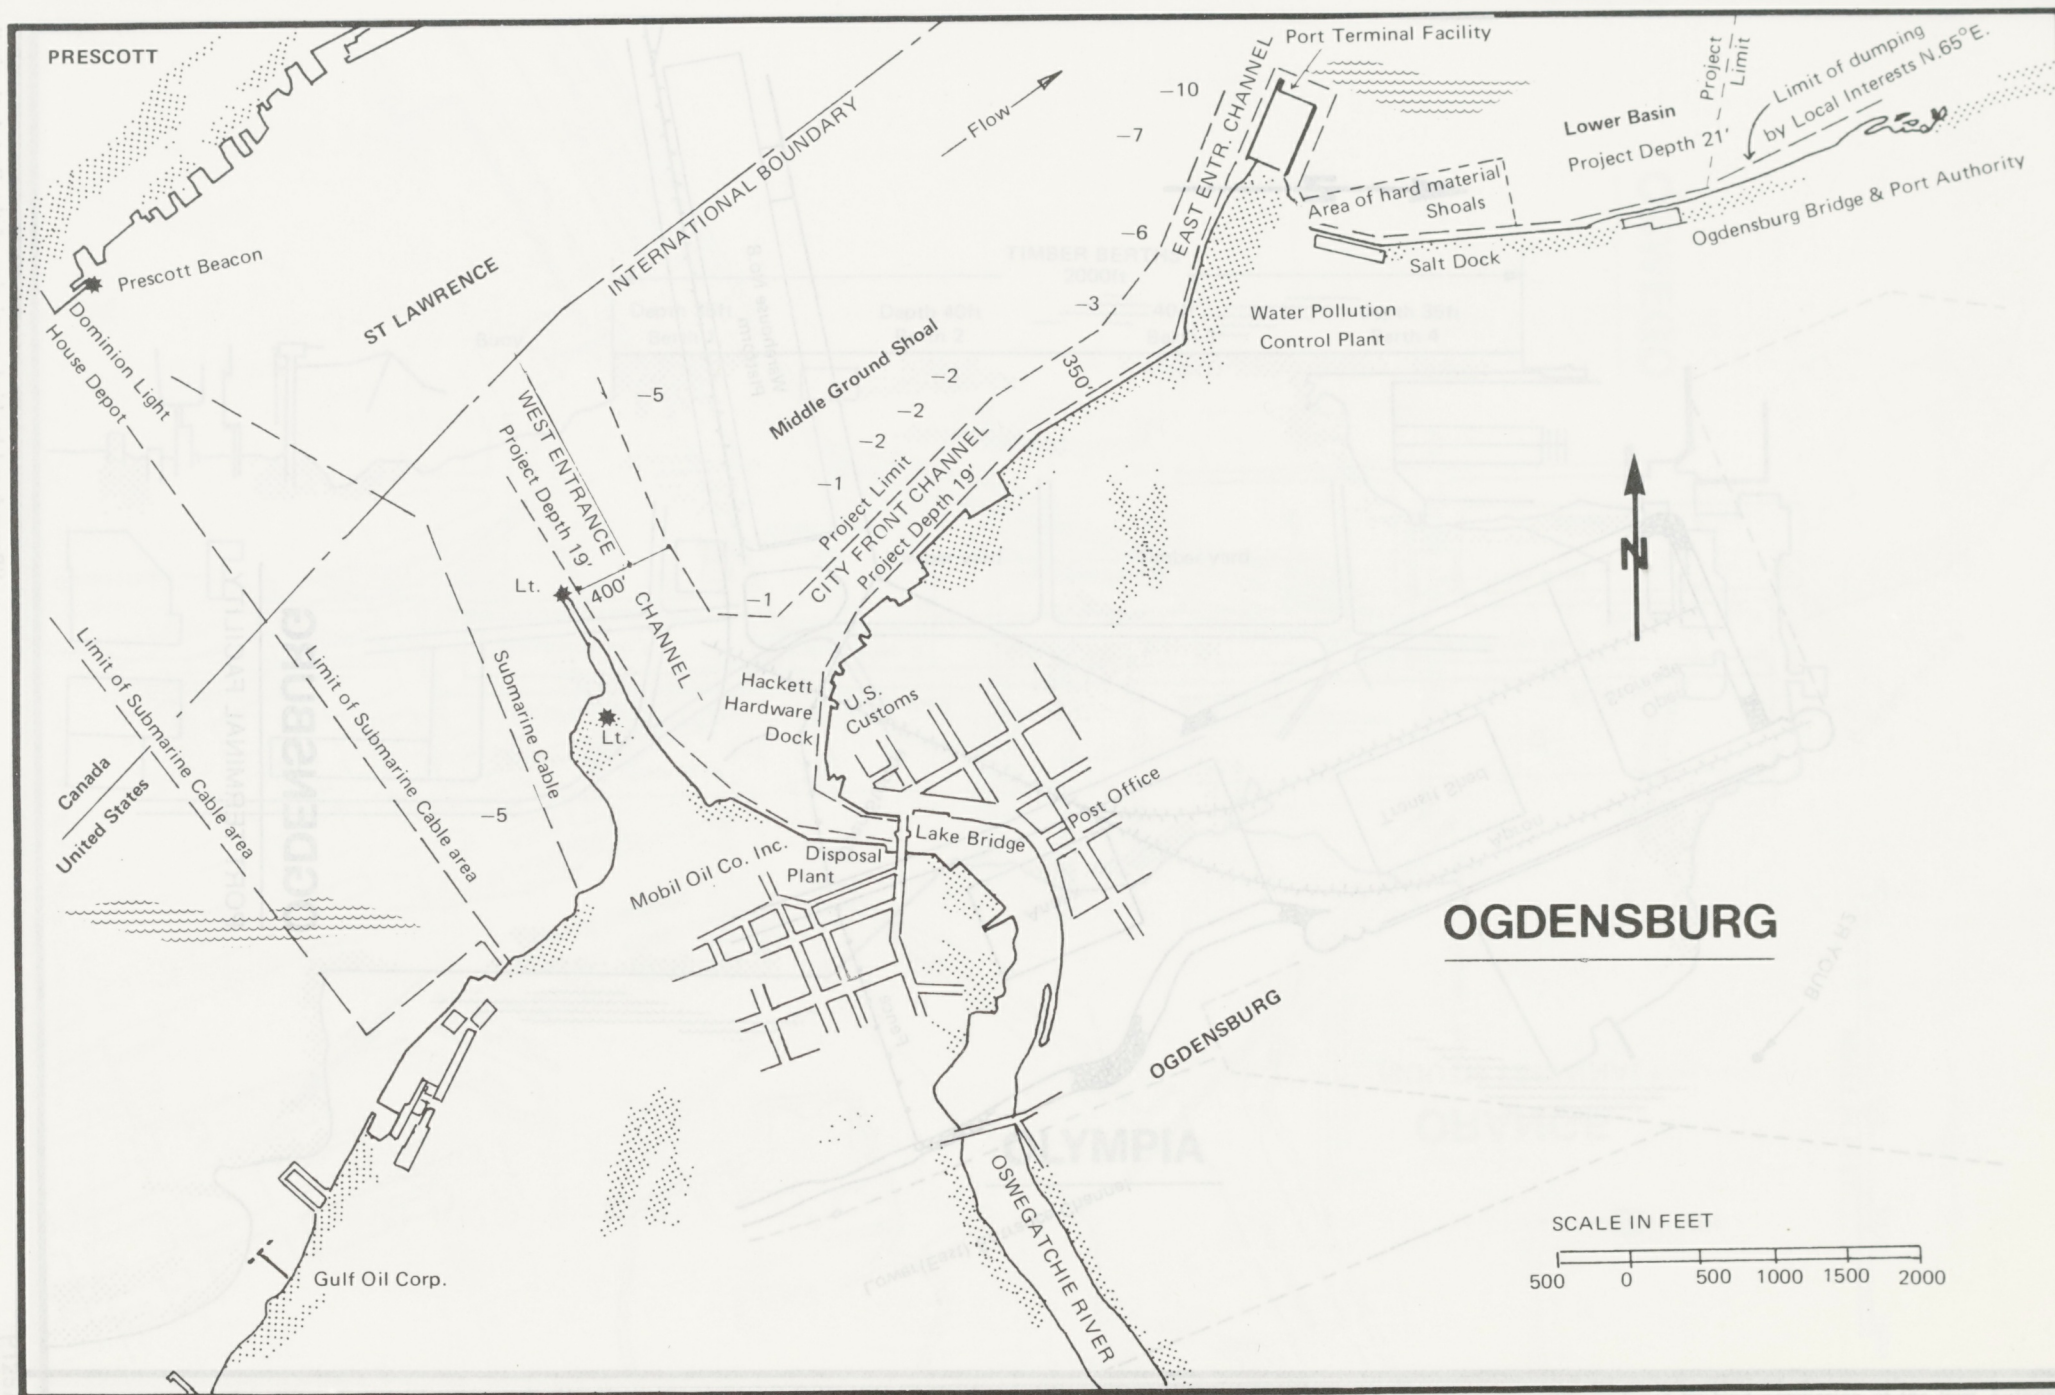 PRESCOTT
Port Terminal Facility
Project
Limit
Limit of dumping
by Local Interests N.65°E.
Lower Basin
Project Depth 21'
Flow
INTERNATIONAL BOUNDARY
EAST ENTR. CHANNEL
−10
−7
−6
−3
Area of hard material
Shoals
Ogdensburg Bridge & Port Authority
Salt Dock
Prescott Beacon
ST LAWRENCE
Dominion Light
House Depot
Water Pollution
Control Plant
Middle Ground Shoal
350'
−5
−2
−2
−2
−1
WEST ENTRANCE
Project Depth 19'
CHANNEL
Project Limit
CITY FRONT CHANNEL
Project Depth 19'
−1
Lt.
400'
N
Limit of Submarine Cable area
Limit of Submarine Cable area
Submarine Cable
Lt.
Hackett
Hardware
Dock
U.S.
Customs
Canada
United States
−5
Post Office
Lake Bridge
Mobil Oil Co. Inc.
Disposal
Plant
OGDENSBURG
OGDENSBURG
OSWEGATCHIE RIVER
Gulf Oil Corp.
SCALE IN FEET
500 0 500 1000 1500 2000